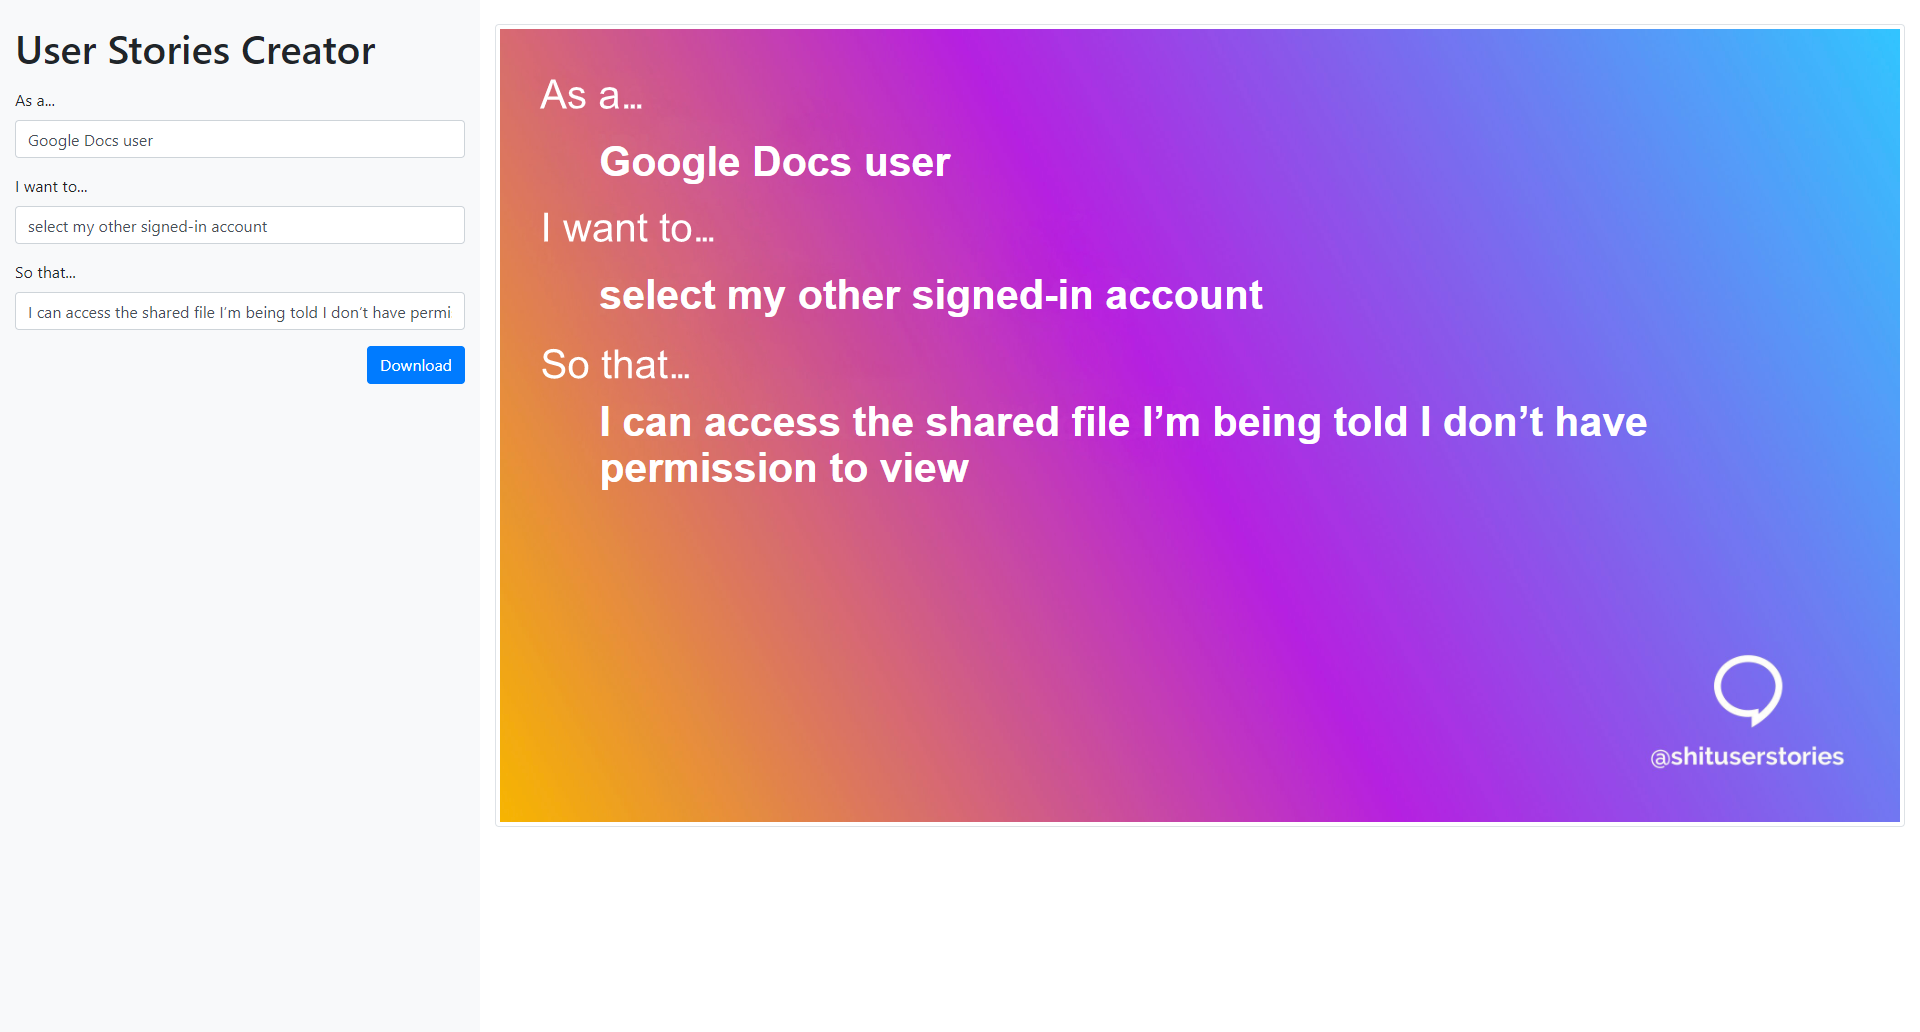 User Stories Creator
As a...
Google Docs user
I want to...
select my other signed-in account
So that...
I can access the shared file I’m being told I don’t have permi
Download
As a...
Google Docs user
I want to...
select my other signed-in account
So that...
I can access the shared file I’m being told I don’t have
permission to view
@shituserstories